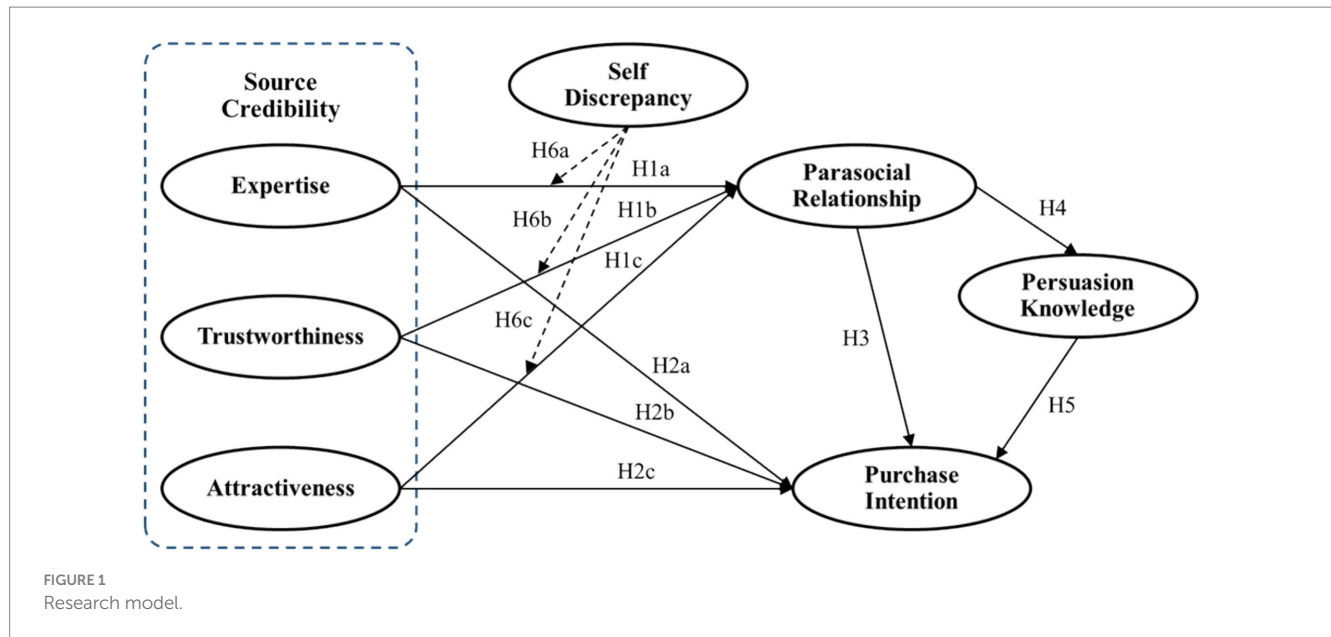 Source
Credibility
Self
Discrepancy
Expertise
Trustworthiness
Attractiveness
H6a
H1a
H6b
H1b
H1c
H6c
H2a
H2b
H2c
Parasocial
Relationship
H4
Persuasion
Knowledge
H3
H5
Purchase
Intention
FIGURE 1
Research model.